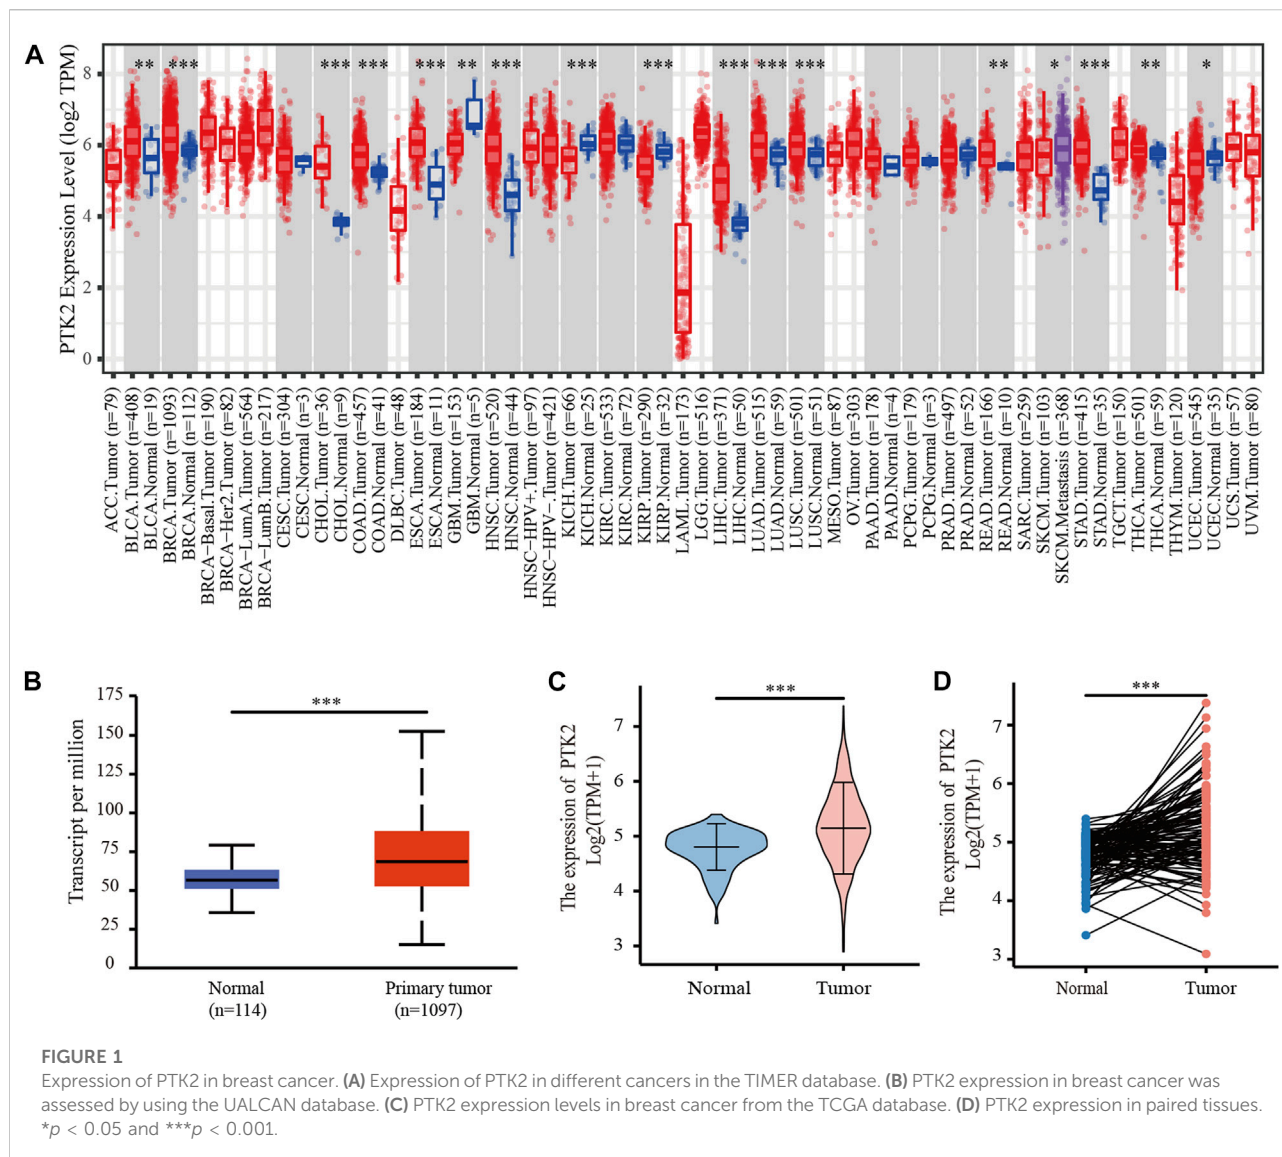 A
PTK2 Expression Level (log2 TPM)
8
6
4
2
0
** *** *** *** *** ** *** *** *** *** *** *** ** * *** ** *
ACC.Tumor (n=79)
BLCA.Tumor (n=408)
BLCA.Normal (n=19)
BRCA.Tumor (n=1093)
BRCA.Normal (n=112)
BRCA−Basal.Tumor (n=190)
BRCA−Her2.Tumor (n=82)
BRCA−LumA.Tumor (n=564)
BRCA−LumB.Tumor (n=217)
CESC.Tumor (n=304)
CESC.Normal (n=3)
CHOL.Tumor (n=36)
CHOL.Normal (n=9)
COAD.Tumor (n=457)
COAD.Normal (n=41)
DLBC.Tumor (n=48)
ESCA.Tumor (n=184)
ESCA.Normal (n=11)
GBM.Tumor (n=153)
GBM.Normal (n=5)
HNSC.Tumor (n=520)
HNSC.Normal (n=44)
HNSC−HPV+.Tumor (n=97)
HNSC−HPV−.Tumor (n=421)
KICH.Tumor (n=66)
KICH.Normal (n=25)
KIRC.Tumor (n=533)
KIRC.Normal (n=72)
KIRP.Tumor (n=290)
KIRP.Normal (n=32)
LAML.Tumor (n=173)
LGG.Tumor (n=516)
LIHC.Tumor (n=371)
LIHC.Normal (n=50)
LUAD.Tumor (n=515)
LUAD.Normal (n=59)
LUSC.Tumor (n=501)
LUSC.Normal (n=51)
MESO.Tumor (n=87)
OV.Tumor (n=303)
PAAD.Tumor (n=178)
PAAD.Normal (n=4)
PCPG.Tumor (n=179)
PCPG.Normal (n=3)
PRAD.Tumor (n=497)
PRAD.Normal (n=52)
READ.Tumor (n=166)
READ.Normal (n=10)
SARC.Tumor (n=259)
SKCM.Tumor (n=103)
SKCM.Metastasis (n=368)
STAD.Tumor (n=415)
STAD.Normal (n=35)
TGCT.Tumor (n=150)
THCA.Tumor (n=501)
THCA.Normal (n=59)
THYM.Tumor (n=120)
UCEC.Tumor (n=545)
UCEC.Normal (n=35)
UCS.Tumor (n=57)
UVM.Tumor (n=80)
B
Transcript per million
175
150
125
100
75
50
25
0
***
Normal
(n=114)
Primary tumor
(n=1097)
C
The expression of PTK2
Log2(TPM+1)
7
6
5
4
3
***
Normal
Tumor
D
The expression of PTK2
Log2(TPM+1)
7
6
5
4
3
***
Normal
Tumor
FIGURE 1
Expression of PTK2 in breast cancer. (A) Expression of PTK2 in different cancers in the TIMER database. (B) PTK2 expression in breast cancer was
assessed by using the UALCAN database. (C) PTK2 expression levels in breast cancer from the TCGA database. (D) PTK2 expression in paired tissues.
*p < 0.05 and ***p < 0.001.